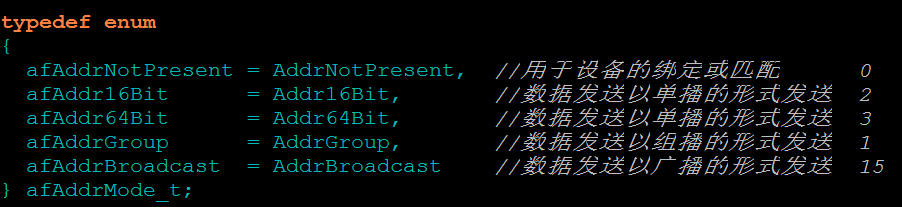 typedef enum
{
  afAddrNotPresent = AddrNotPresent,  //用于设备的绑定或匹配      0
  afAddr16Bit      = Addr16Bit,       //数据发送以单播的形式发送  2
  afAddr64Bit      = Addr64Bit,       //数据发送以单播的形式发送  3
  afAddrGroup      = AddrGroup,       //数据发送以组播的形式发送  1
  afAddrBroadcast  = AddrBroadcast    //数据发送以广播的形式发送  15
} afAddrMode_t;